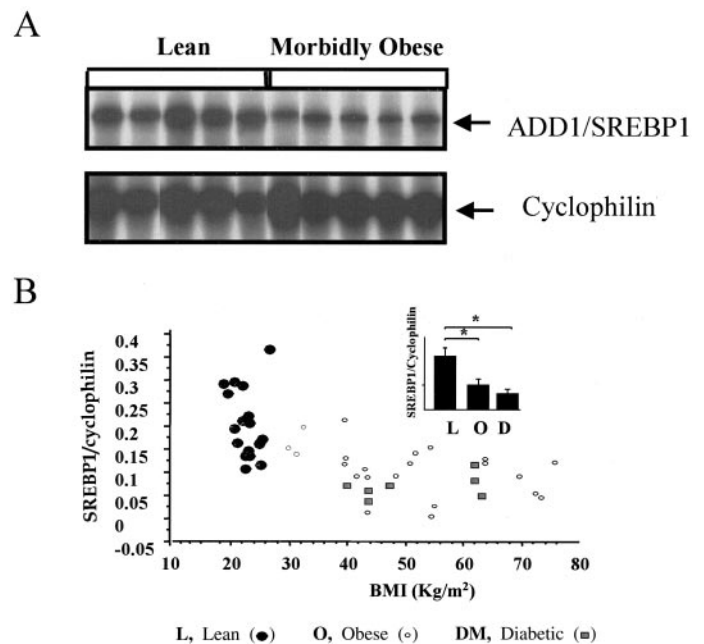 A
Lean Morbidly Obese
ADD1/SREBP1
Cyclophilin
B
SREBP1/cyclophilin
0.4
0.3
0.25
0.2
0.15
0.1
0.05
0
-0.05
10 20 30 40 50 60 70 80
BMI (Kg/m²)
SREBP1/Cyclophilin
*
*
L O D
L, Lean (●) O, Obese (○) DM, Diabetic (■)